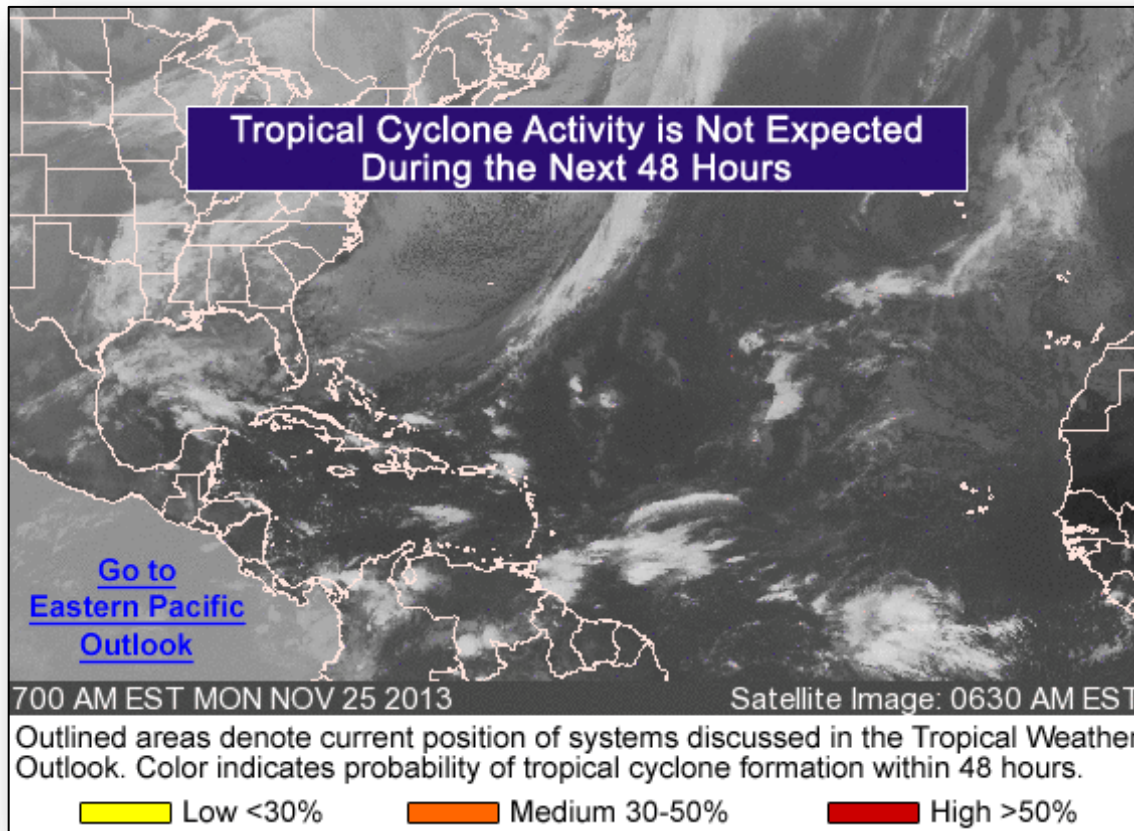 Tropical Cyclone Activity is Not Expected
During the Next 48 Hours
Go to
Eastern Pacific
Outlook
700 AM EST MON NOV 25 2013
Satellite Image: 0630 AM EST
Outlined areas denote current position of systems discussed in the Tropical Weather
Outlook. Color indicates probability of tropical cyclone formation within 48 hours.
Low <30%
Medium 30-50%
High >50%